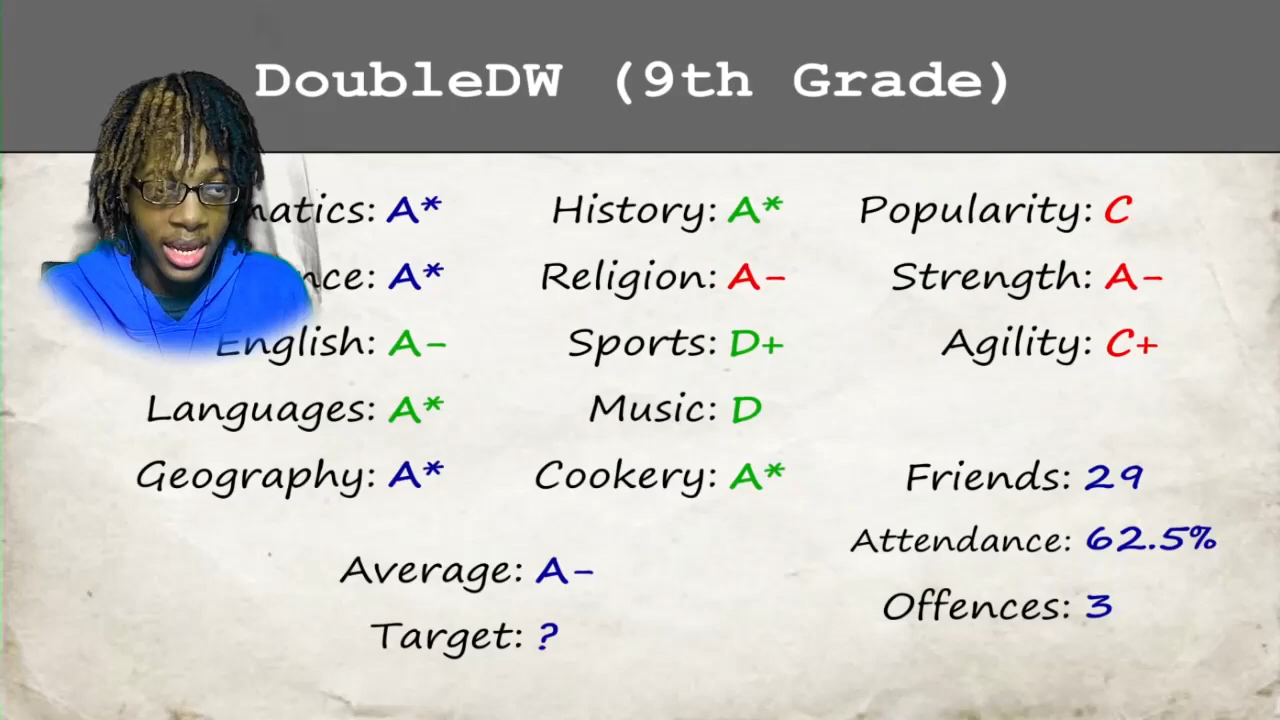 DoubleDW (9th Grade)
matics: A*
nce: A*
English: A-
Languages: A*
Geography: A*
History: A*
Religion: A-
Sports: D+
Music: D
Cookery: A*
Popularity: C
Strength: A-
Agility: C+
Friends: 29
Attendance: 62.5%
Offences: 3
Average: A-
Target: ?